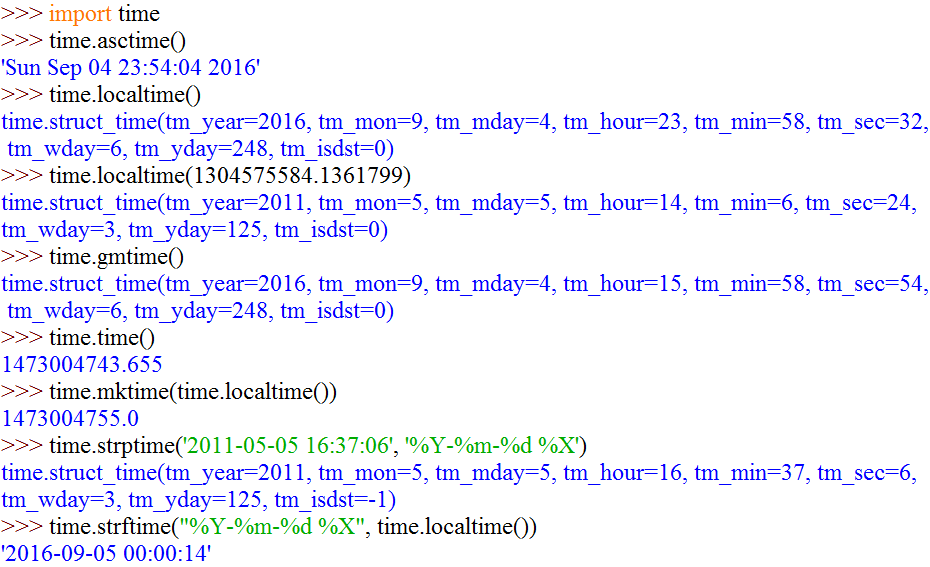 >>> import time
>>> time.asctime()
'Sun Sep 04 23:54:04 2016'
>>> time.localtime()
time.struct_time(tm_year=2016, tm_mon=9, tm_mday=4, tm_hour=23, tm_min=58, tm_sec=32,
tm_wday=6, tm_yday=248, tm_isdst=0)
>>> time.localtime(1304575584.1361799)
time.struct_time(tm_year=2011, tm_mon=5, tm_mday=5, tm_hour=14, tm_min=6, tm_sec=24,
tm_wday=3, tm_yday=125, tm_isdst=0)
>>> time.gmtime()
time.struct_time(tm_year=2016, tm_mon=9, tm_mday=4, tm_hour=15, tm_min=58, tm_sec=54,
tm_wday=6, tm_yday=248, tm_isdst=0)
>>> time.time()
1473004743.655
>>> time.mktime(time.localtime())
1473004755.0
>>> time.strptime('2011-05-05 16:37:06', '%Y-%m-%d %X')
time.struct_time(tm_year=2011, tm_mon=5, tm_mday=5, tm_hour=16, tm_min=37, tm_sec=6,
tm_wday=3, tm_yday=125, tm_isdst=-1)
>>> time.strftime("%Y-%m-%d %X", time.localtime())
'2016-09-05 00:00:14'